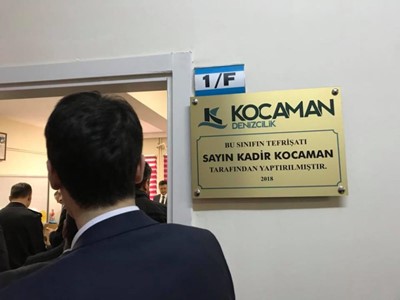 1/F
KOCAMAN
DENİZCİLİK
BU SINIFIN TEFRİŞATI
SAYIN KADİR KOCAMAN
TARAFINDAN YAPTIRILMIŞTIR.
2018